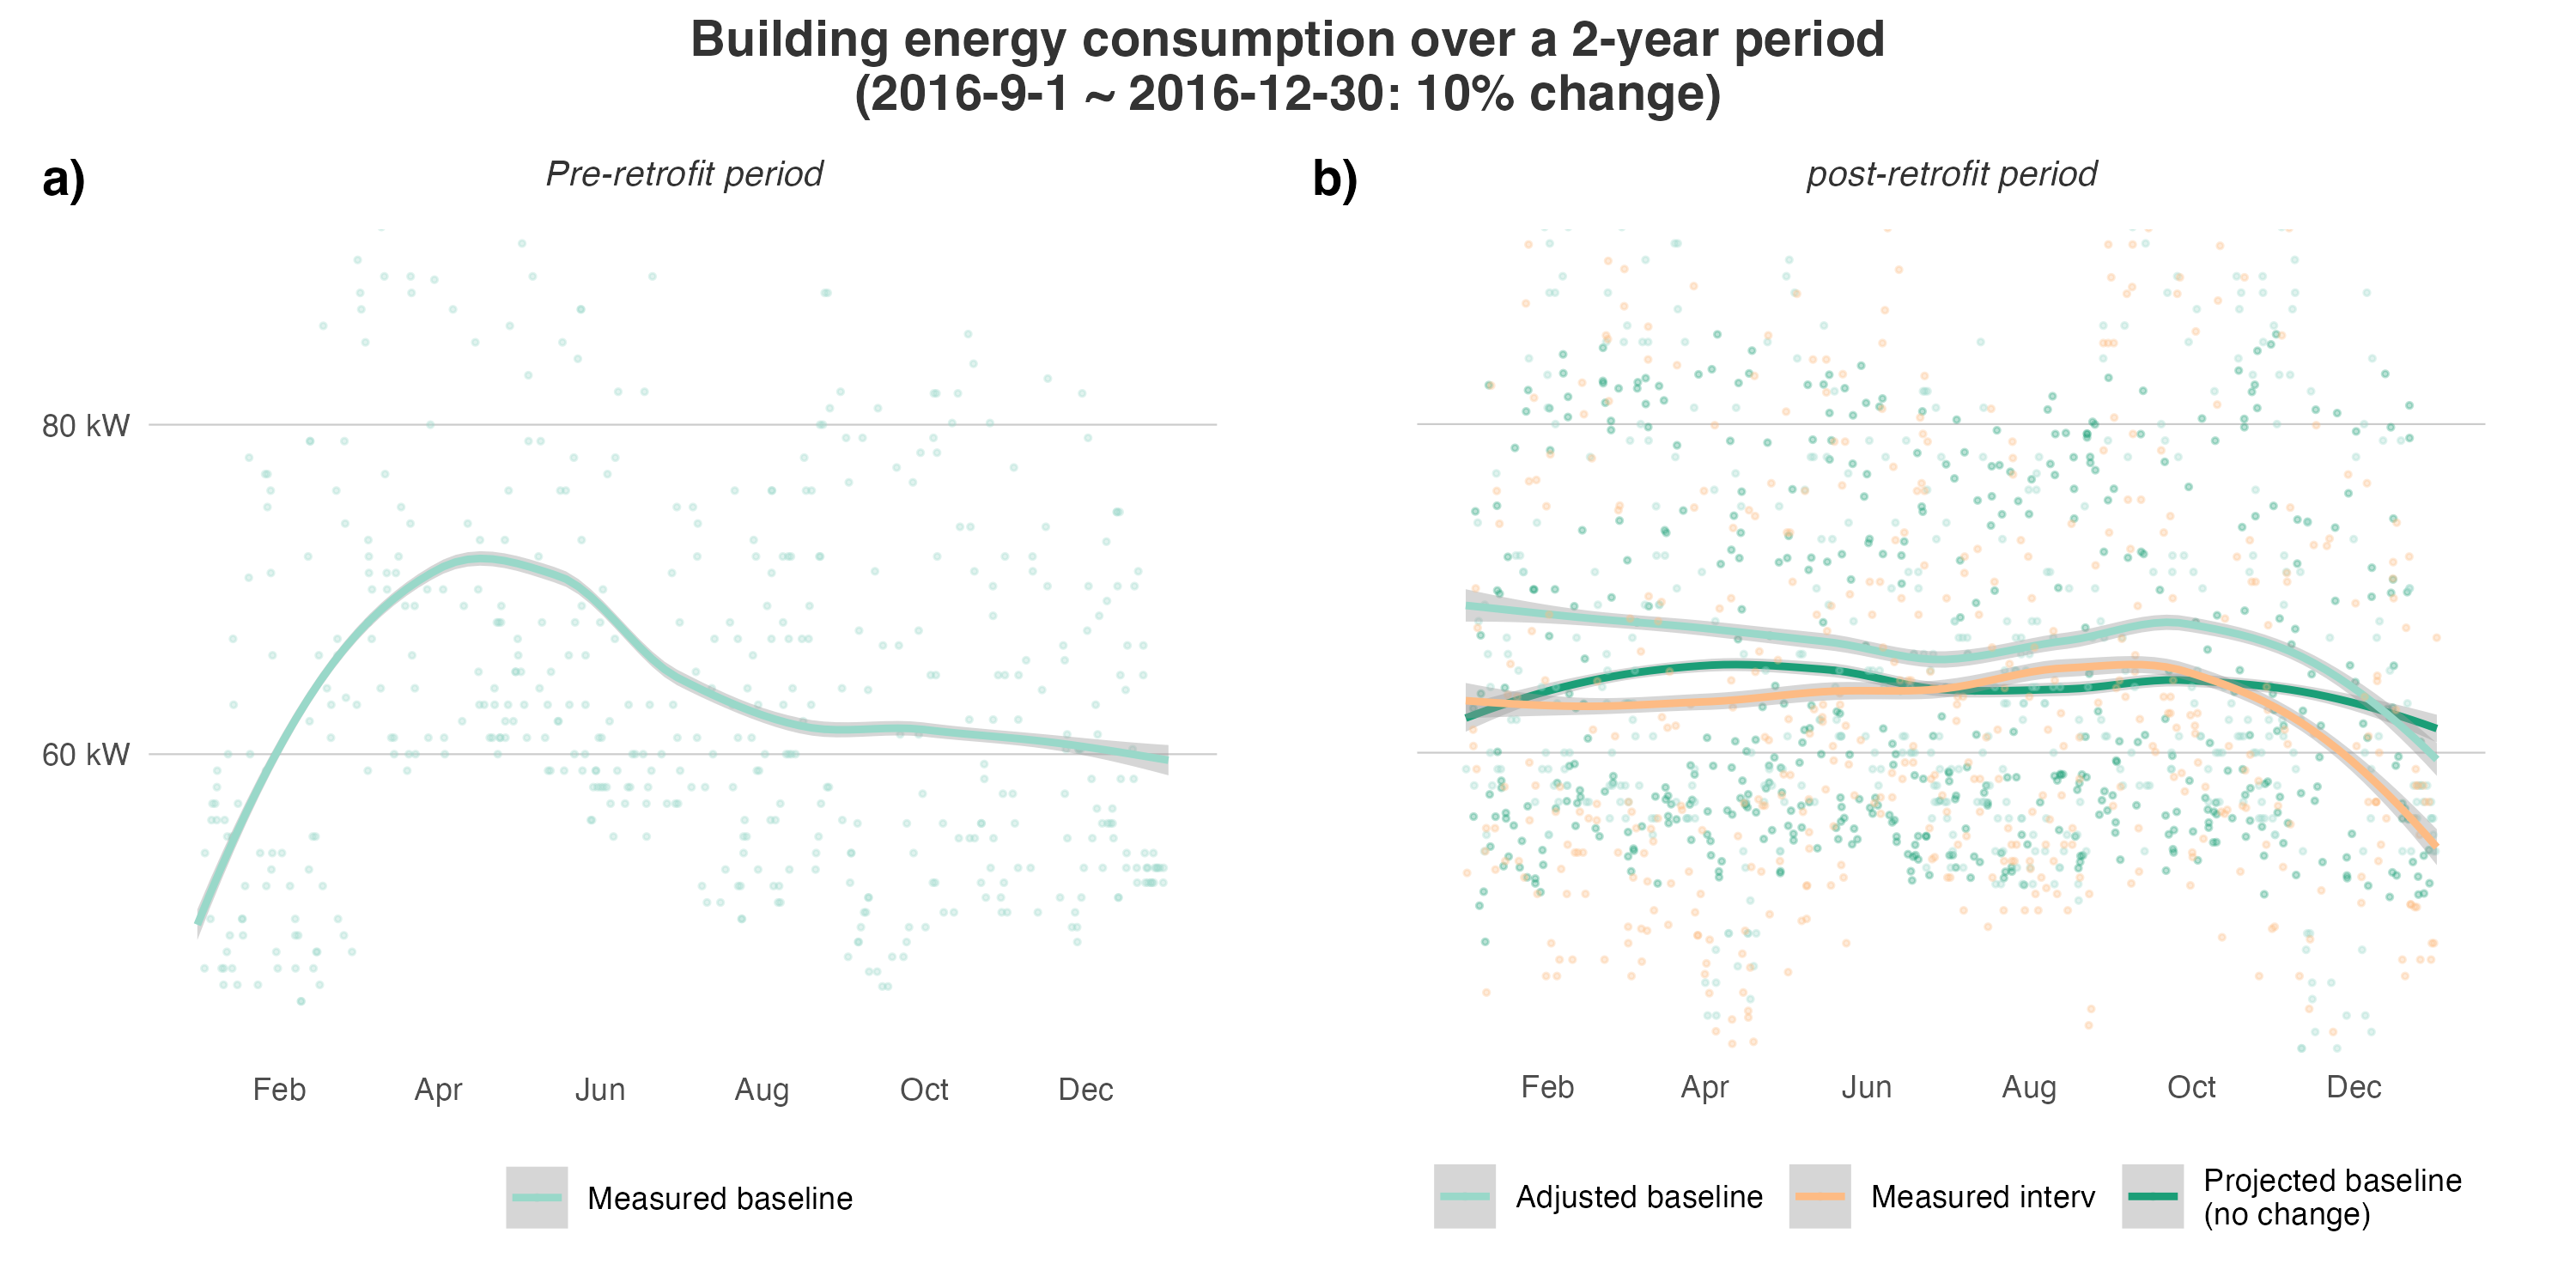 Building energy consumption over a 2-year period
(2016-9-1 ~ 2016-12-30: 10% change)
a)
Pre-retrofit period
80 kW
60 kW
Feb Apr Jun Aug Oct Dec
Measured baseline
b)
post-retrofit period
Feb Apr Jun Aug Oct Dec
Adjusted baseline
Measured interv
Projected baseline
(no change)